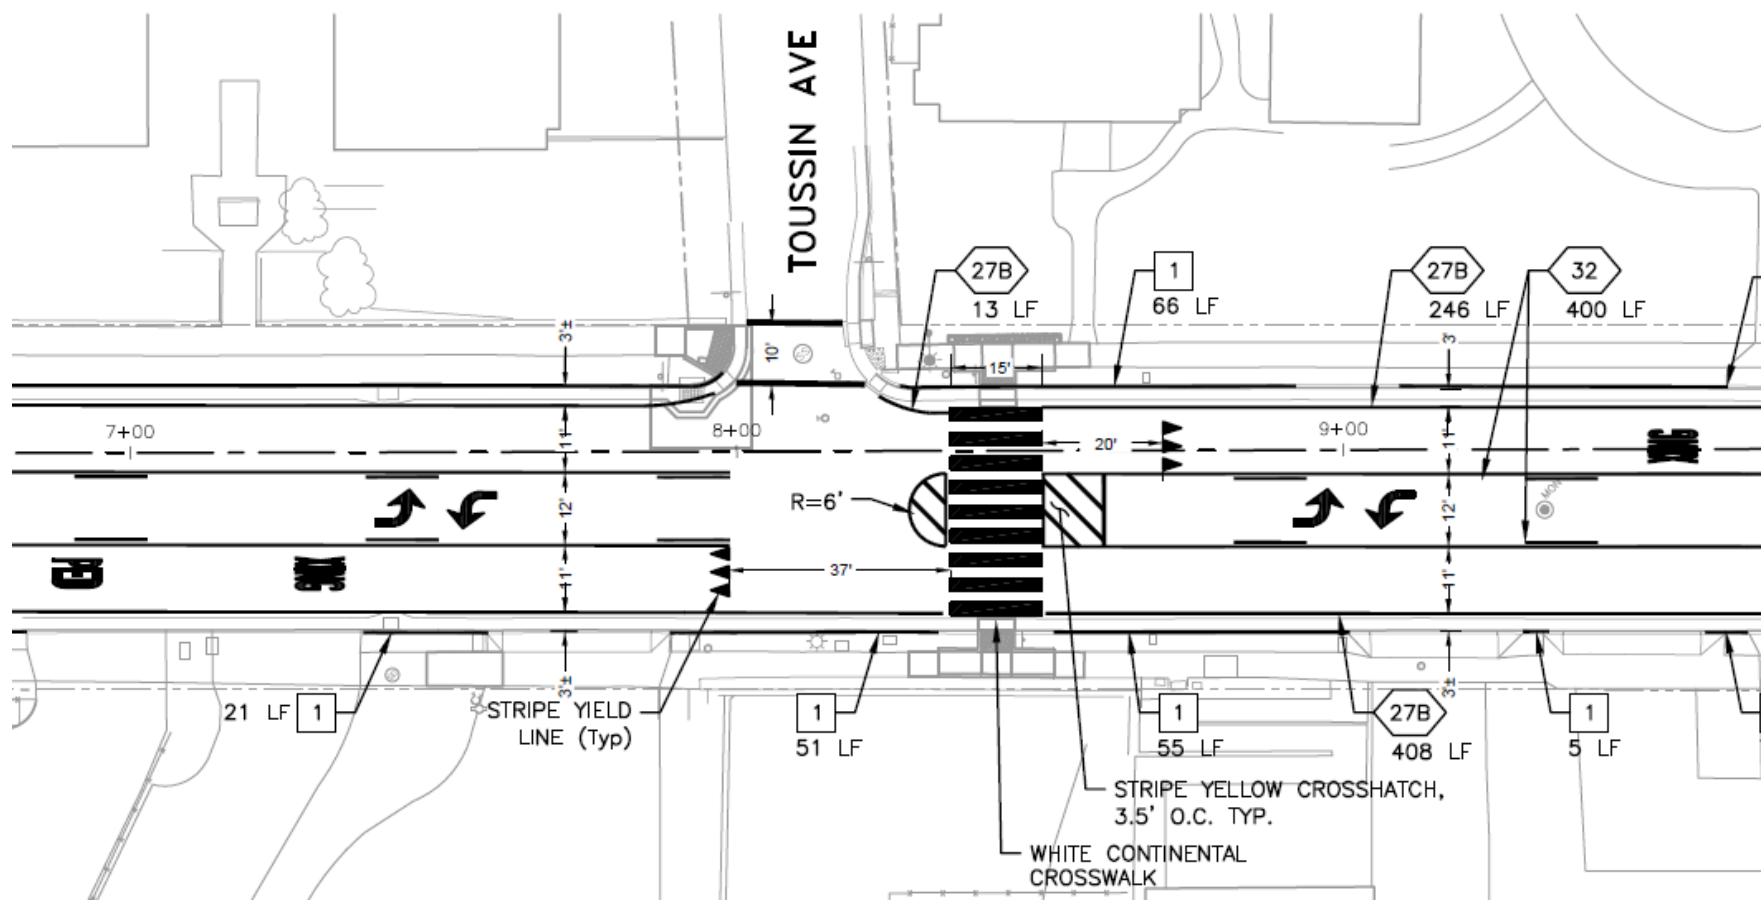 TOUSSIN AVE
27B
13 LF
1
66 LF
27B
246 LF
32
400 LF
3'±
10'
15'
3'
7+00
8+00
9+00
11'
20'
11'
R=6'
12'
12'
MON
11'
37'
11'
3'±
3'±
21 LF
1
STRIPE YIELD
LINE (Typ)
1
51 LF
1
55 LF
27B
408 LF
1
5 LF
STRIPE YELLOW CROSSHATCH,
3.5' O.C. TYP.
WHITE CONTINENTAL
CROSSWALK